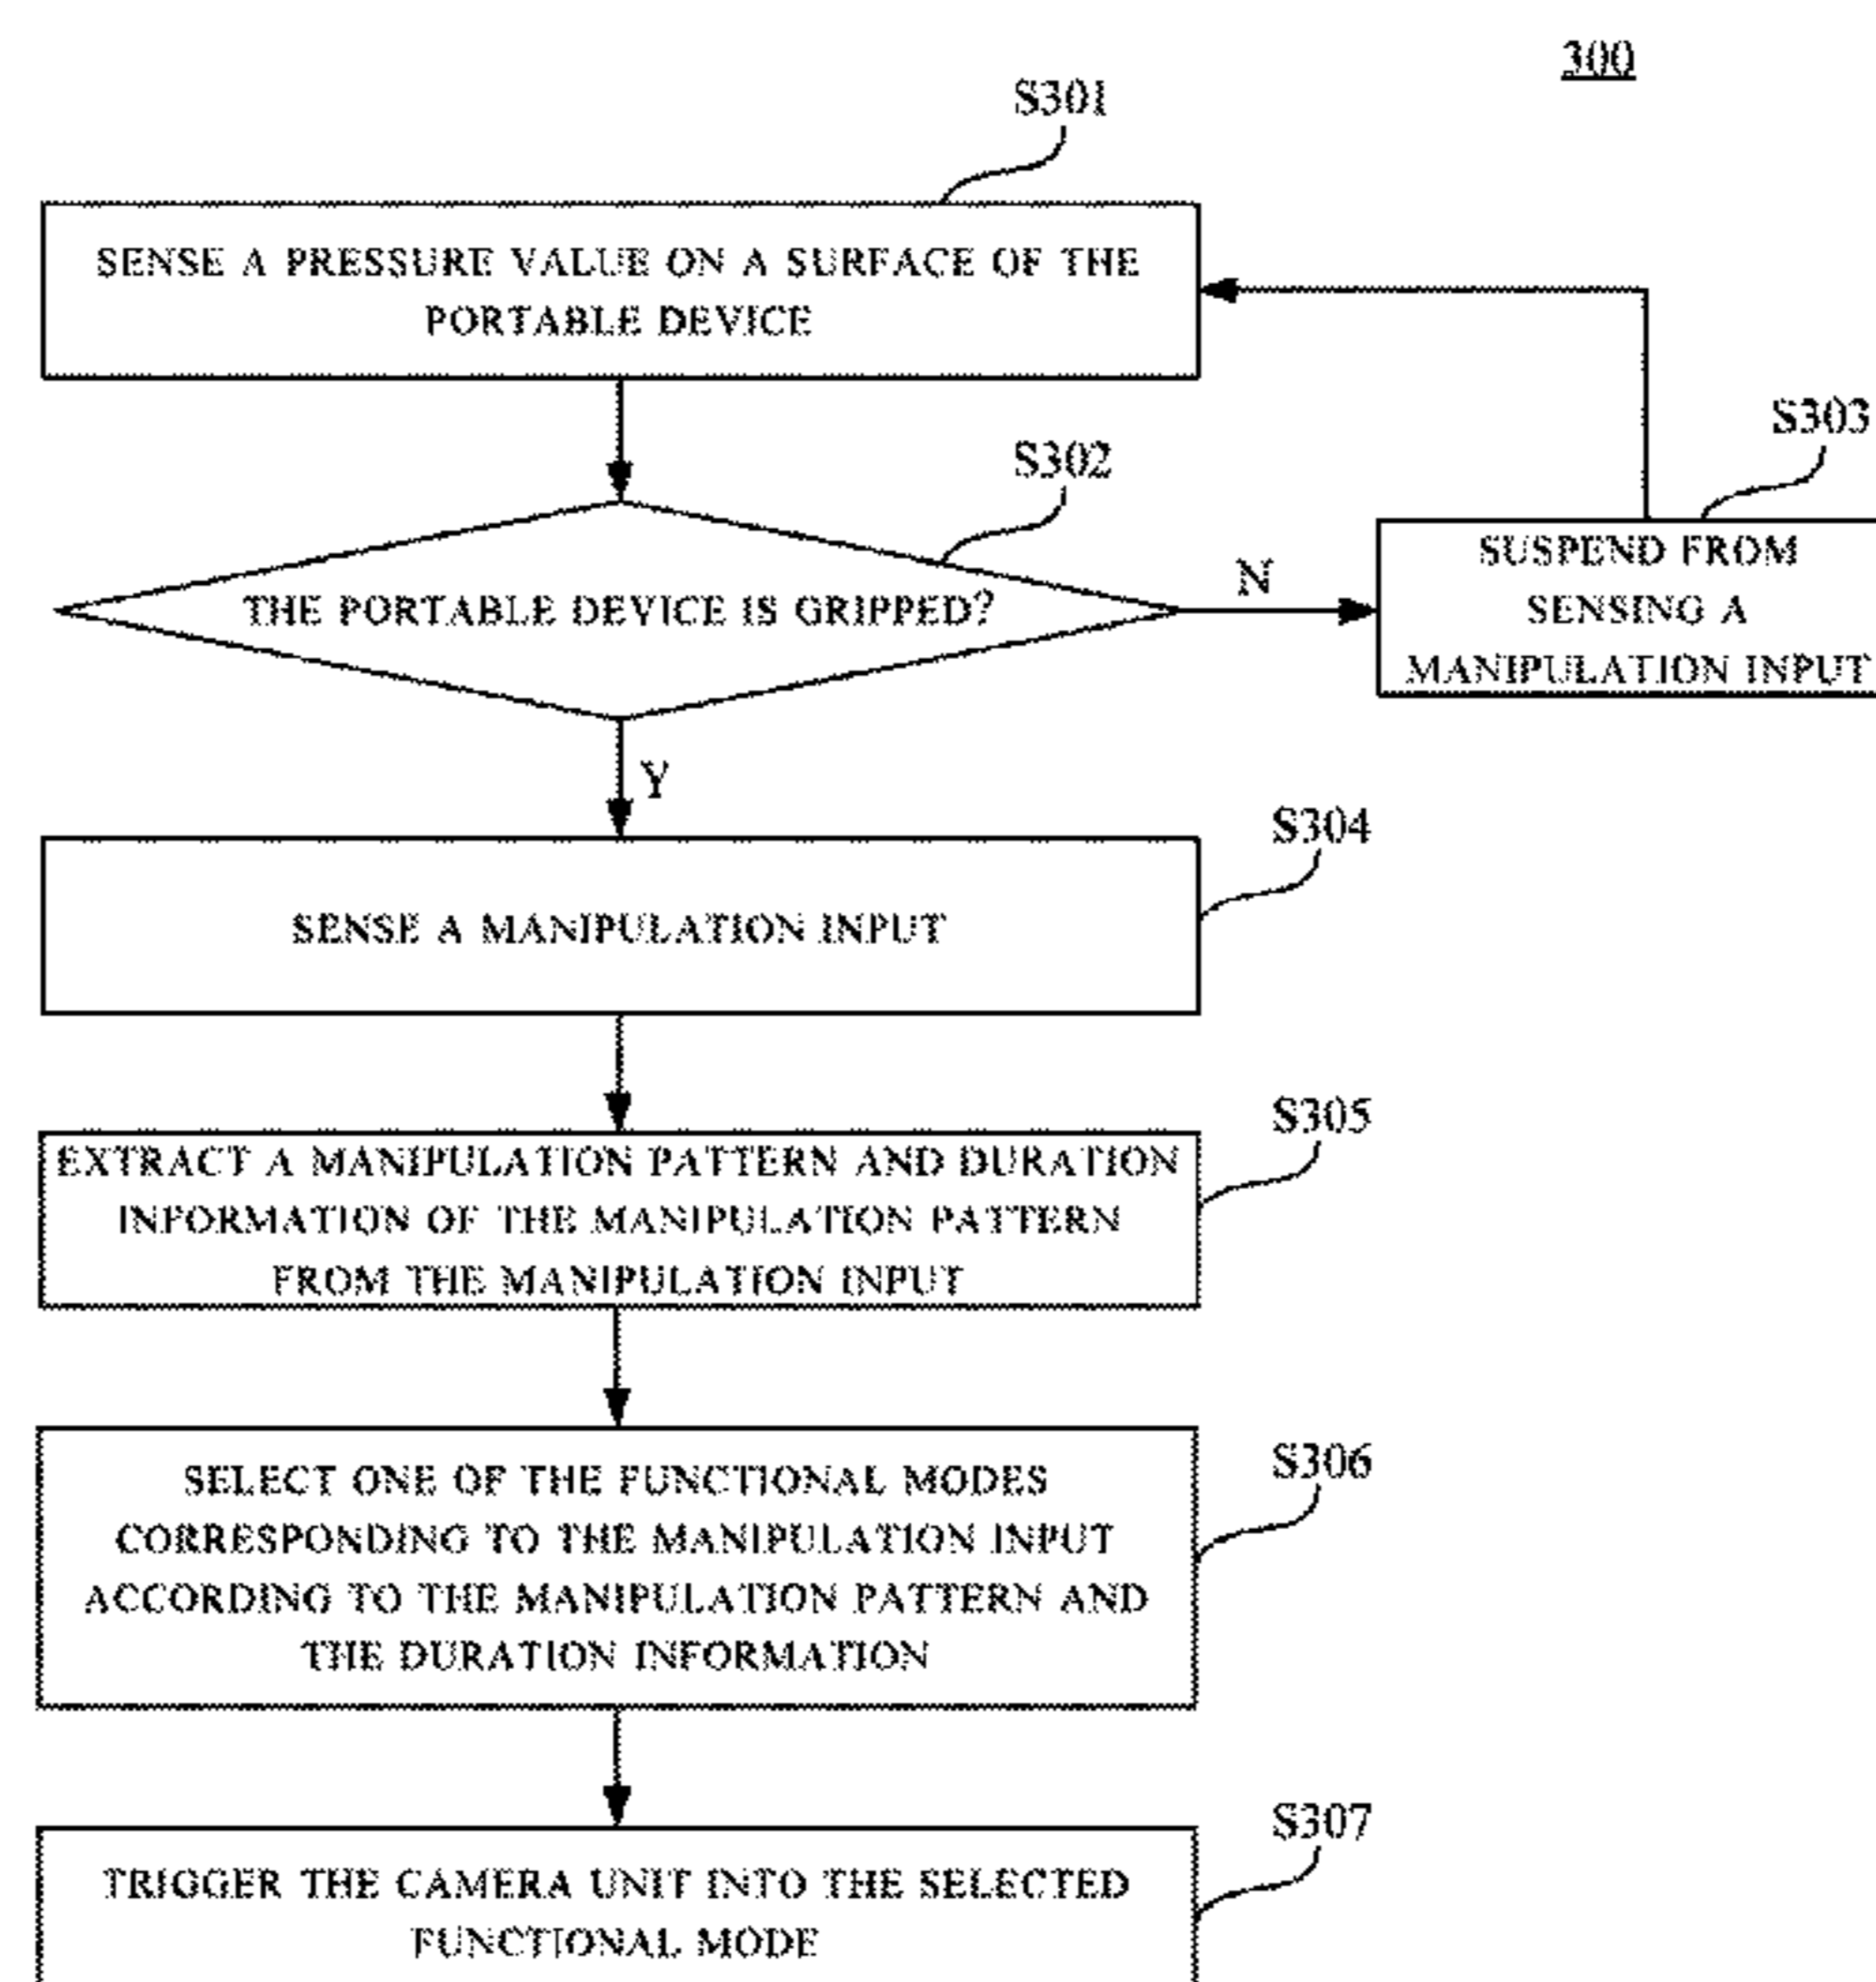 300
S301
SENSE A PRESSURE VALUE ON A SURFACE OF THE
PORTABLE DEVICE
S302
THE PORTABLE DEVICE IS GRIPPED?
N
S303
SUSPEND FROM
SENSING A
MANIPULATION INPUT
Y
S304
SENSE A MANIPULATION INPUT
S305
EXTRACT A MANIPULATION PATTERN AND DURATION
INFORMATION OF THE MANIPULATION PATTERN
FROM THE MANIPULATION INPUT
S306
SELECT ONE OF THE FUNCTIONAL MODES
CORRESPONDING TO THE MANIPULATION INPUT
ACCORDING TO THE MANIPULATION PATTERN AND
THE DURATION INFORMATION
S307
TRIGGER THE CAMERA UNIT INTO THE SELECTED
FUNCTIONAL MODE